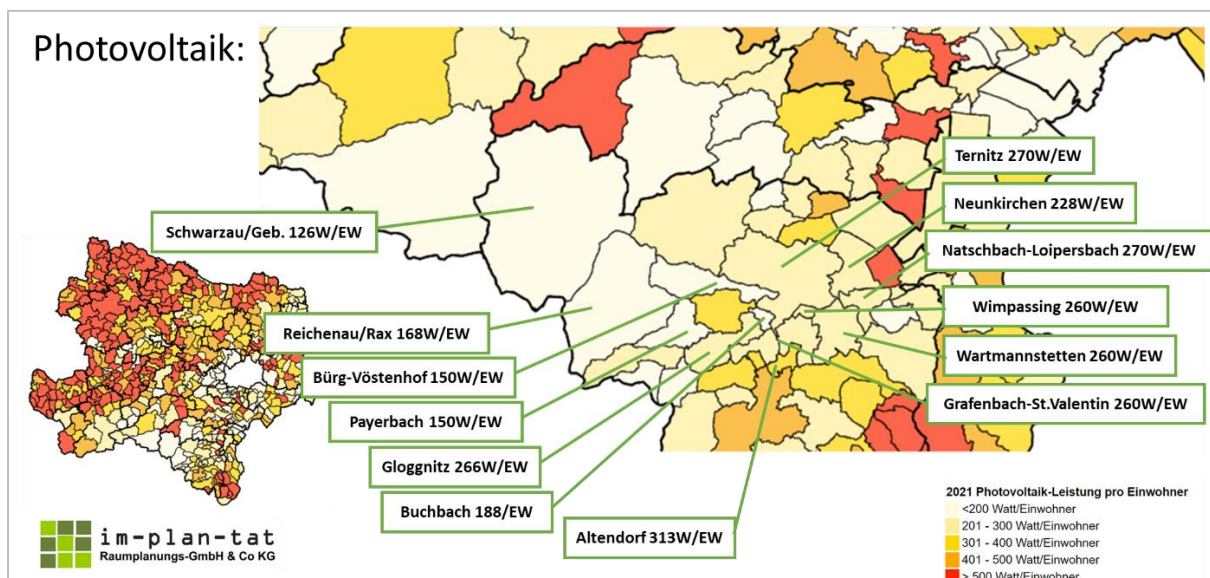 Photovoltaik:
Ternitz 270W/EW
Neunkirchen 228W/EW
Schwarzau/Geb. 126W/EW
Natschbach-Loipersbach 270W/EW
Wimpassing 260W/EW
Reichenau/Rax 168W/EW
Wartmannstetten 260W/EW
Bürg-Vöstenhof 150W/EW
Grafenbach-St.Valentin 260W/EW
Payerbach 150W/EW
Gloggnitz 266W/EW
Buchbach 188/EW
Altendorf 313W/EW
2021 Photovoltaik-Leistung pro Einwohner
<200 Watt/Einwohner
201 - 300 Watt/Einwohner
301 - 400 Watt/Einwohner
401 - 500 Watt/Einwohner
> 500 Watt/Einwohner
im-plan-tat
Raumplanungs-GmbH & Co KG